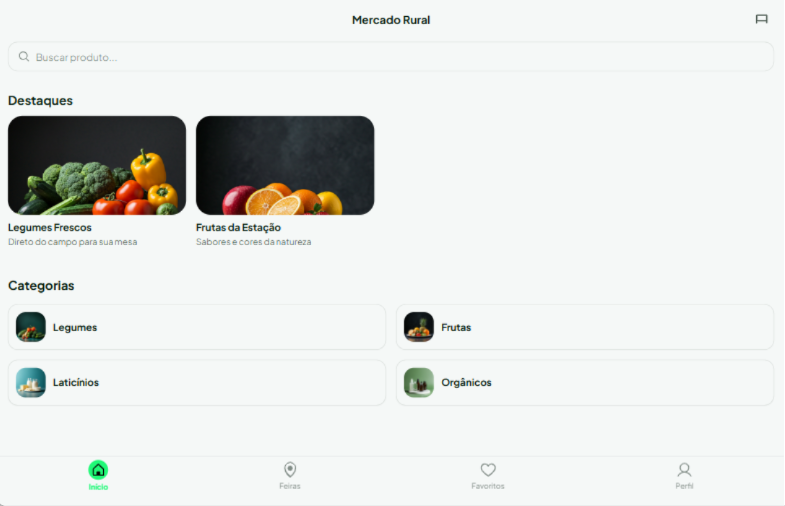 Mercado Rural
Buscar produto...
Destaques
Legumes Frescos
Direto do campo para sua mesa
Frutas da Estação
Sabores e cores da natureza
Categorias
Legumes
Frutas
Laticínios
Orgânicos
Início
Feiras
Favoritos
Perfil